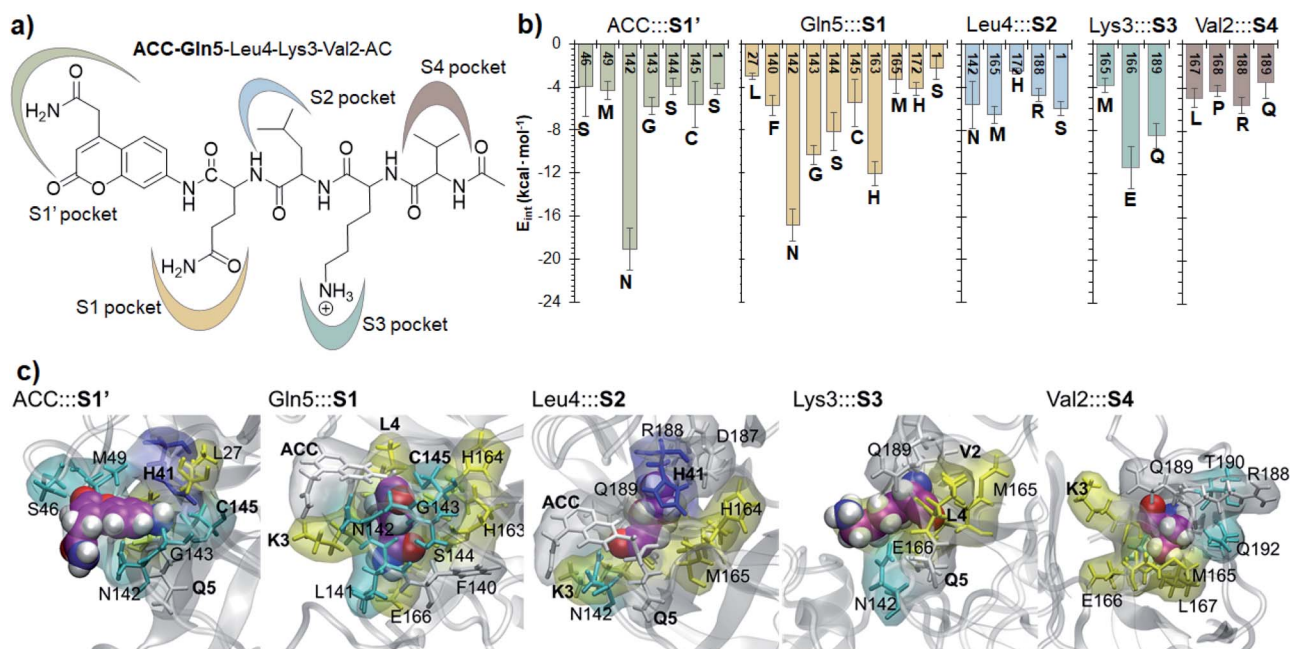 a)
ACC-Gln5-Leu4-Lys3-Val2-AC
S4 pocket
S2 pocket
O
H2N
O
O
O
O
O
N
H
H
N
N
H
H
N
N
H
O
O
O
S1' pocket
H2N
O
NH3
⊕
S1 pocket
S3 pocket
b)
ACC:::S1'
Gln5:::S1
Leu4:::S2
Lys3:::S3
Val2:::S4
0
-4
-8
-12
-16
-20
-24
Eint (kcal·mol-1)
46 49 142 143 144 145 1
S M N G S C S
27 140 142 143 144 145 163 165 172 1
L F N G S C H M H S
142 165 172 188 1
N M H R S
165 166 189
M E Q
167 168 188 189
L P R Q
c)
ACC:::S1'
M49
L27
H41
S46
C145
G143
N142
Q5
Gln5:::S1
L4
ACC
C145
H164
G143
N142
H163
K3
S144
L141
F140
E166
Leu4:::S2
R188
D187
H41
ACC
Q189
H164
K3
M165
N142
Q5
Lys3:::S3
Q189
V2
M165
L4
E166
Q5
N142
Val2:::S4
Q189
T190
R188
K3
Q192
M165
E166
L167